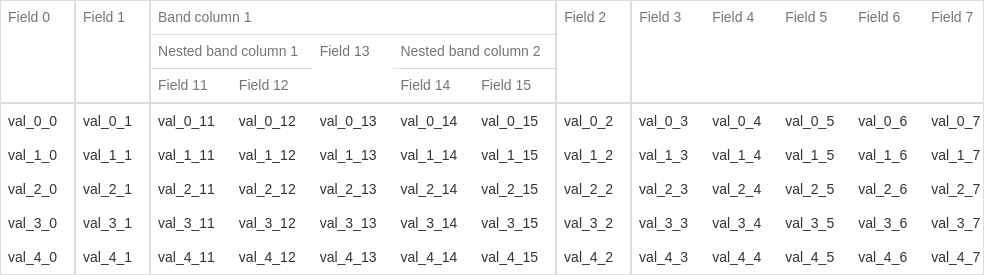 Field 0 Field 1 Band column 1 Field 2 Field 3 Field 4 Field 5 Field 6 Field 7
Nested band column 1 Field 13 Nested band column 2
Field 11 Field 12 Field 14 Field 15
val_0_0 val_0_1 val_0_11 val_0_12 val_0_13 val_0_14 val_0_15 val_0_2 val_0_3 val_0_4 val_0_5 val_0_6 val_0_7
val_1_0 val_1_1 val_1_11 val_1_12 val_1_13 val_1_14 val_1_15 val_1_2 val_1_3 val_1_4 val_1_5 val_1_6 val_1_7
val_2_0 val_2_1 val_2_11 val_2_12 val_2_13 val_2_14 val_2_15 val_2_2 val_2_3 val_2_4 val_2_5 val_2_6 val_2_7
val_3_0 val_3_1 val_3_11 val_3_12 val_3_13 val_3_14 val_3_15 val_3_2 val_3_3 val_3_4 val_3_5 val_3_6 val_3_7
val_4_0 val_4_1 val_4_11 val_4_12 val_4_13 val_4_14 val_4_15 val_4_2 val_4_3 val_4_4 val_4_5 val_4_6 val_4_7